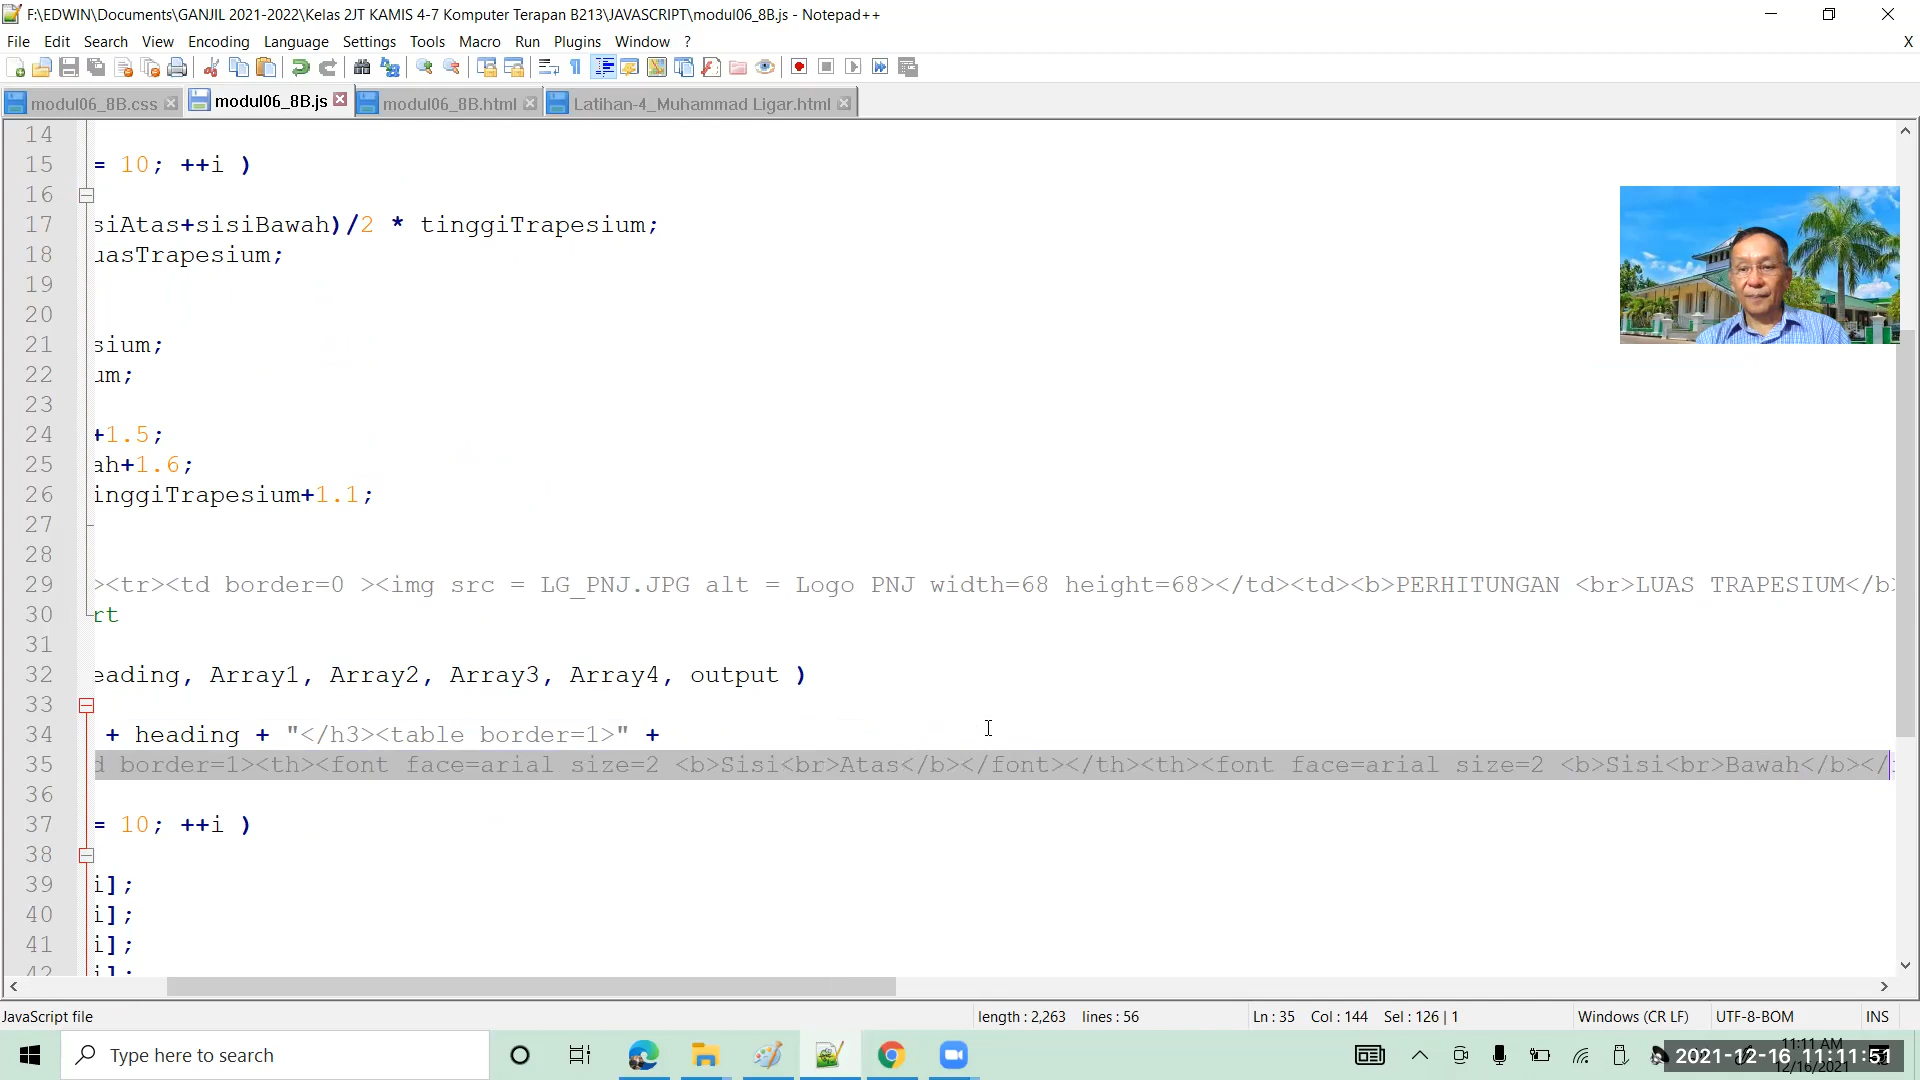 F:\EDWIN\Documents\GANJIL 2021-2022\Kelas 2JT KAMIS 4-7 Komputer Terapan B213\JAVASCRIPT\modul06_8B.js - Notepad++
File Edit Search View Encoding Language Settings Tools Macro Run Plugins Window ? X
modul06_8B.css modul06_8B.js modul06_8B.html Latihan-4_Muhammad Ligar.html
14
15 = 10; ++i )
16
17 siAtas+sisiBawah)/2 * tinggiTrapesium;
18 uasTrapesium;
19
20
21 sium;
22 um;
23
24 +1.5;
25 ah+1.6;
26 inggiTrapesium+1.1;
27
28
29 ><tr><td border=0 ><img src = LG_PNJ.JPG alt = Logo PNJ width=68 height=68></td><td><b>PERHITUNGAN <br>LUAS TRAPESIUM</b>
30 rt
31
32 eading, Array1, Array2, Array3, Array4, output )
33
34 + heading + "</h3><table border=1>" +
35 d border=1><th><font face=arial size=2 <b>Sisi<br>Atas</b></font></th><th><font face=arial size=2 <b>Sisi<br>Bawah</b></
36
37 = 10; ++i )
38
39 i];
40 i];
41 i];
42 i];
JavaScript file length : 2,263 lines : 56 Ln : 35 Col : 144 Sel : 126 | 1 Windows (CR LF) UTF-8-BOM INS
Type here to search
11:11 AM
2021-12-16 11:11:51
12/16/2021